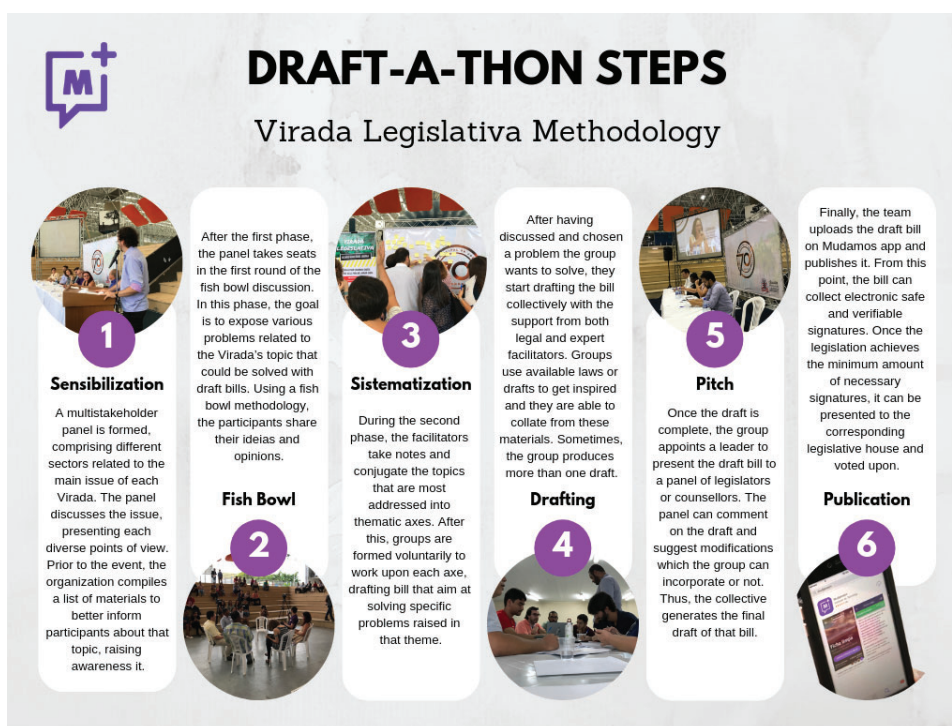 M
DRAFT-A-THON STEPS
Virada Legislativa Methodology
1
Sensibilization
A multistakeholder
panel is formed,
comprising different
sectors related to the
main issue of each
Virada. The panel
discusses the issue,
presenting each
diverse points of view.
Prior to the event, the
organization compiles
a list of materials to
better inform
participants about that
topic, raising
awareness it.
After the first phase,
the panel takes seats
in the first round of the
fish bowl discussion.
In this phase, the goal
is to expose various
problems related to
the Virada's topic that
could be solved with
draft bills. Using a fish
bowl methodology,
the participants share
their ideias and
opinions.
Fish Bowl
2
LEGISLATIVA
3
Sistematization
During the second
phase, the facilitators
take notes and
conjugate the topics
that are most
addressed into
thematic axes. After
this, groups are
formed voluntarily to
work upon each axe,
drafting bill that aim at
solving specific
problems raised in
that theme.
After having
discussed and chosen
a problem the group
wants to solve, they
start drafting the bill
collectively with the
support from both
legal and expert
facilitators. Groups
use available laws or
drafts to get inspired
and they are able to
collate from these
materials. Sometimes,
the group produces
more than one draft.
Drafting
4
70
5
Pitch
Once the draft is
complete, the group
appoints a leader to
present the draft bill to
a panel of legislators
or counsellors. The
panel can comment
on the draft and
suggest modifications
which the group can
incorporate or not.
Thus, the collective
generates the final
draft of that bill.
Finally, the team
uploads the draft bill
on Mudamos app and
publishes it. From this
point, the bill can
collect electronic safe
and verifiable
signatures. Once the
legislation achieves
the minimum amount
of necessary
signatures, it can be
presented to the
corresponding
legislative house and
voted upon.
Publication
6